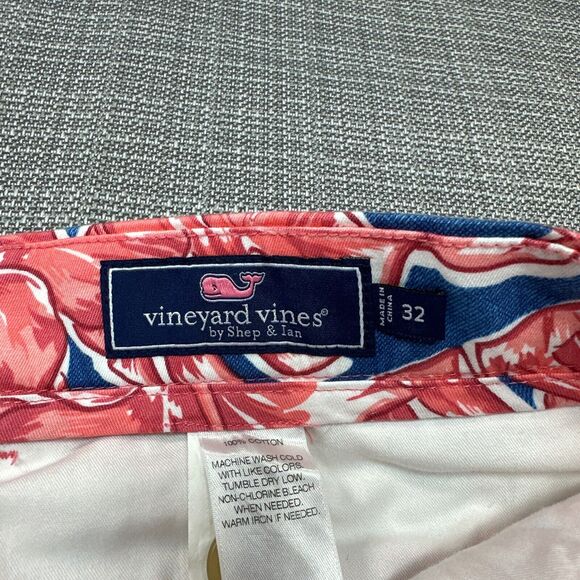 vineyard vines®
by Shep & Ian
MADE IN
CHINA
32
100% COTTON
MACHINE WASH COLD
WITH LIKE COLORS.
TUMBLE DRY LOW.
NON-CHLORINE BLEACH
WHEN NEEDED.
WARM IRON IF NEEDED.